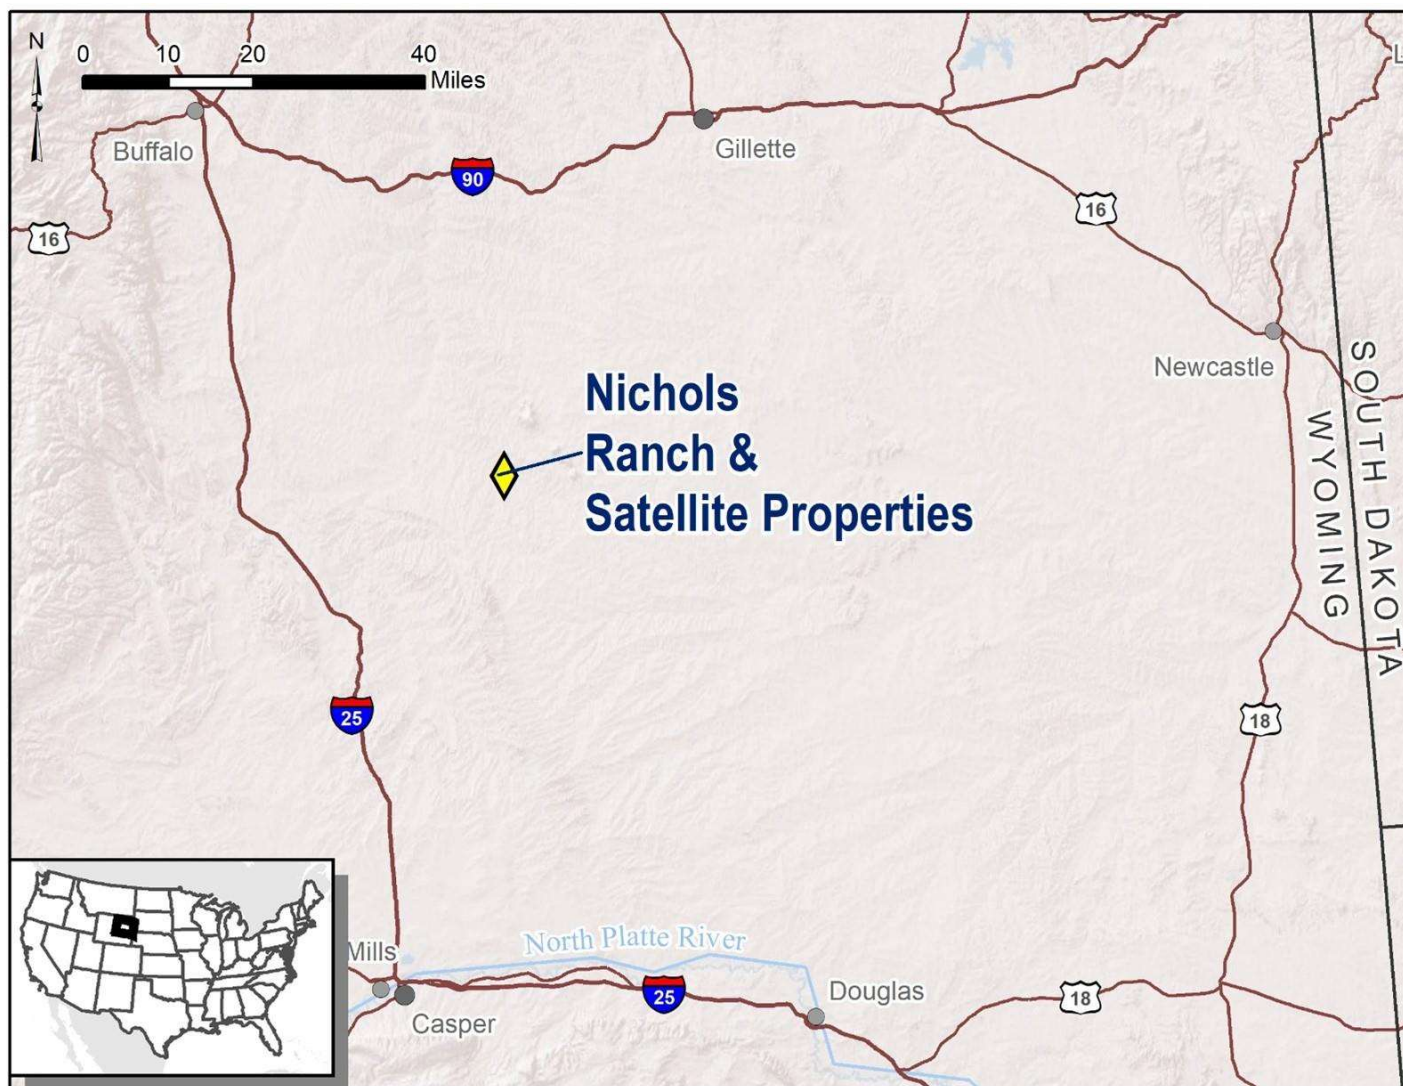 N
0 10 20 40
Miles
Buffalo
Gillette
90
16
16
Newcastle
Nichols
Ranch &
Satellite Properties
SOUTH DAKOTA
WYOMING
25
18
North Platte River
Mills
Casper
25
Douglas
18
L